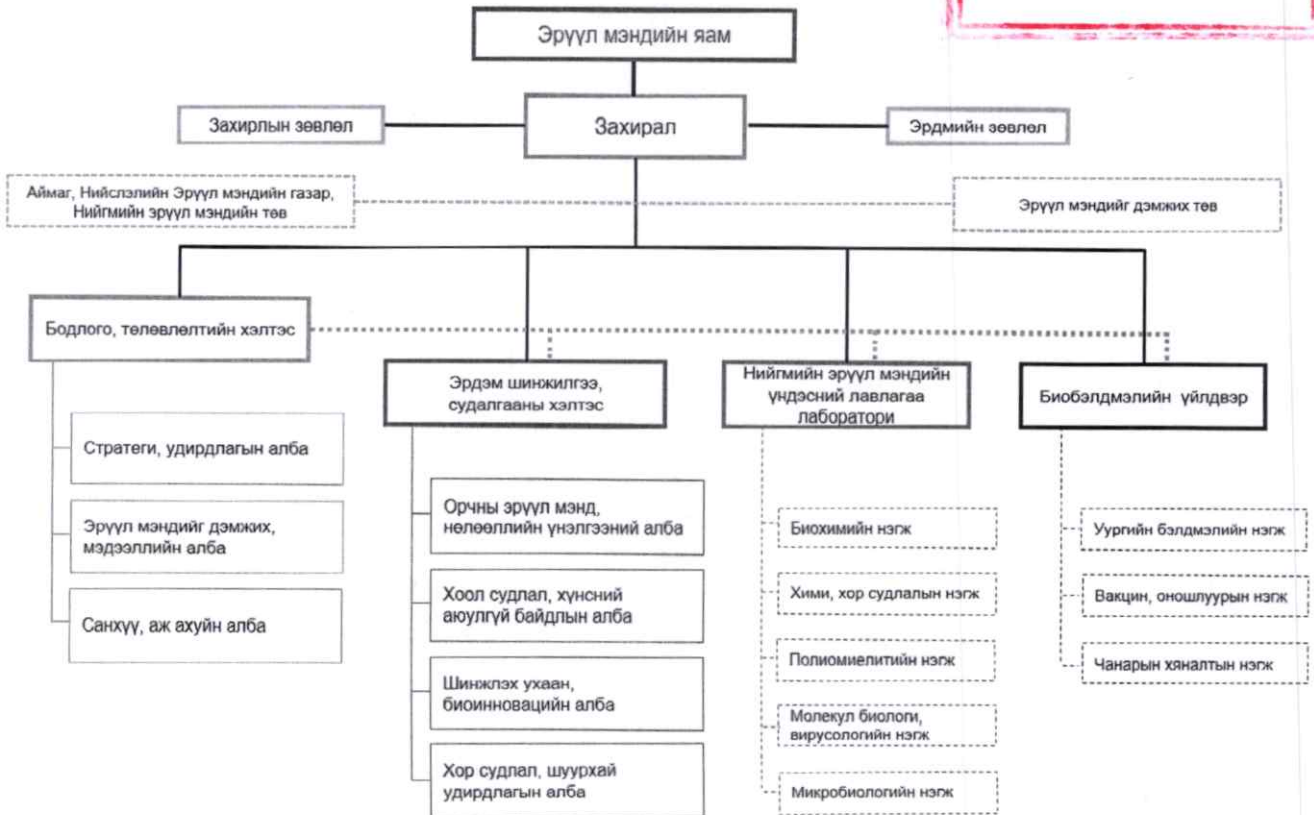 Эрүүл мэндийн яам
Захирлын зөвлөл
Захирал
Эрдмийн зөвлөл
Аймаг, Нийслэлийн Эрүүл мэндийн газар,
Нийгмийн эрүүл мэндийн төв
Эрүүл мэндийг дэмжих төв
Бодлого, төлөвлөлтийн хэлтэс
Стратеги, удирдлагын алба
Эрүүл мэндийг дэмжих,
мэдээллийн алба
Санхүү, аж ахуйн алба
Эрдэм шинжилгээ,
судалгааны хэлтэс
Орчны эрүүл мэнд,
нөлөөллийн үнэлгээний алба
Хоол судлал, хүнсний
аюулгүй байдлын алба
Шинжлэх ухаан,
биоинновацийн алба
Хор судлал, шуурхай
удирдлагын алба
Нийгмийн эрүүл мэндийн
үндэсний лавлагаа
лаборатори
Биохимийн нэгж
Хими, хор судлалын нэгж
Полиомиелитийн нэгж
Молекул биологи,
вирусологийн нэгж
Микробиологийн нэгж
Биобэлдмэлийн үйлдвэр
Уургийн бэлдмэлийн нэгж
Вакцин, оношлуурын нэгж
Чанарын хяналтын нэгж